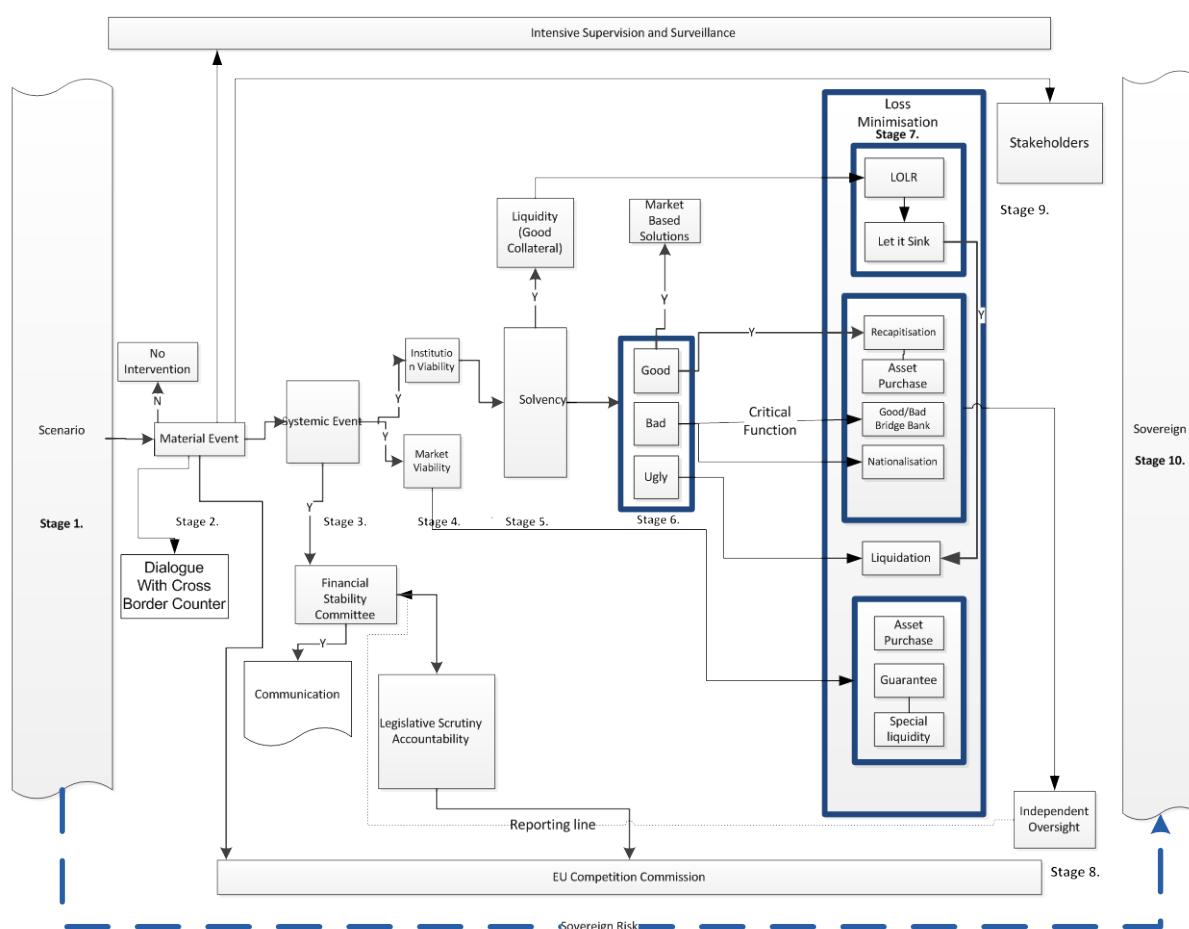 Intensive Supervision and Surveillance
Loss
Minimisation
Stage 7.
Stakeholders
Stage 9.
LOLR
Let it Sink
Liquidity
(Good
Collateral)
Market
Based
Solutions
Y
Y
Y
Y
No
Intervention
N
Institutio
n Viability
Y
Recapitisation
Asset
Purchase
Good
Solvency
Scenario
Material Event
Systemic Event
Y
Bad
Critical
Function
Good/Bad
Bridge Bank
Sovereign
Market
Viability
Ugly
Nationalisation
Stage 10.
Y
Stage 1.
Stage 2.
Stage 3.
Stage 4.
Stage 5.
Stage 6.
Dialogue
With Cross
Border Counter
Liquidation
Financial
Stability
Committee
Y
Asset
Purchase
Communication
Guarantee
Legislative Scrutiny
Accountability
Special
liquidity
Reporting line
Independent
Oversight
EU Competition Commission
Stage 8.
Sovereign Risk